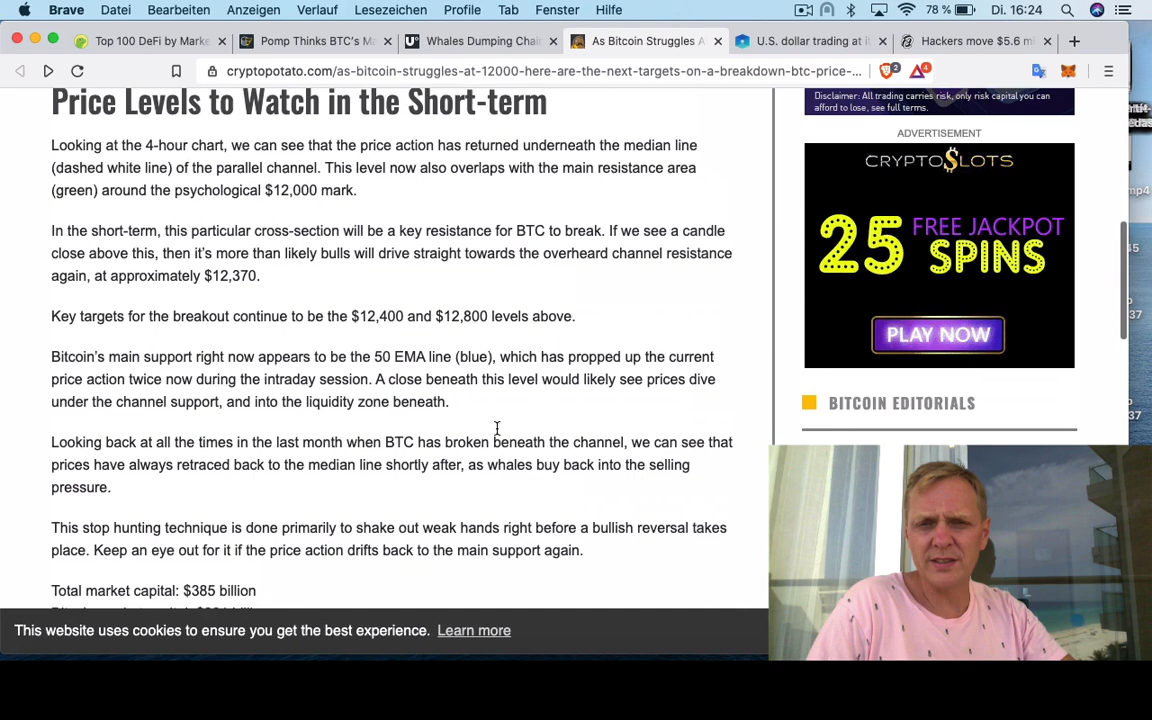 Brave Datei Bearbeiten Anzeigen Verlauf Lesezeichen Profile Tab Fenster Hilfe 78 % Di. 16:24
Top 100 DeFi by Marke
Pomp Thinks BTC's Ma
Whales Dumping Chain
As Bitcoin Struggles A
U.S. dollar trading at it
Hackers move $5.6 mi
cryptopotato.com/as-bitcoin-struggles-at-12000-here-are-the-next-targets-on-a-breakdown-btc-price-... 2 4
Price Levels to Watch in the Short-term
Looking at the 4-hour chart, we can see that the price action has returned underneath the median line
(dashed white line) of the parallel channel. This level now also overlaps with the main resistance area
(green) around the psychological $12,000 mark.
In the short-term, this particular cross-section will be a key resistance for BTC to break. If we see a candle
close above this, then it's more than likely bulls will drive straight towards the overheard channel resistance
again, at approximately $12,370.
Key targets for the breakout continue to be the $12,400 and $12,800 levels above.
Bitcoin's main support right now appears to be the 50 EMA line (blue), which has propped up the current
price action twice now during the intraday session. A close beneath this level would likely see prices dive
under the channel support, and into the liquidity zone beneath.
Looking back at all the times in the last month when BTC has broken beneath the channel, we can see that
prices have always retraced back to the median line shortly after, as whales buy back into the selling
pressure.
This stop hunting technique is done primarily to shake out weak hands right before a bullish reversal takes
place. Keep an eye out for it if the price action drifts back to the main support again.
Total market capital: $385 billion
This website uses cookies to ensure you get the best experience. Learn more
Disclaimer: All trading carries risk, only risk capital you can
afford to lose, see full terms.
ADVERTISEMENT
CRYPTO$LOTS
25 FREE JACKPOT
SPINS
PLAY NOW
BITCOIN EDITORIALS
mp4
45
37
37